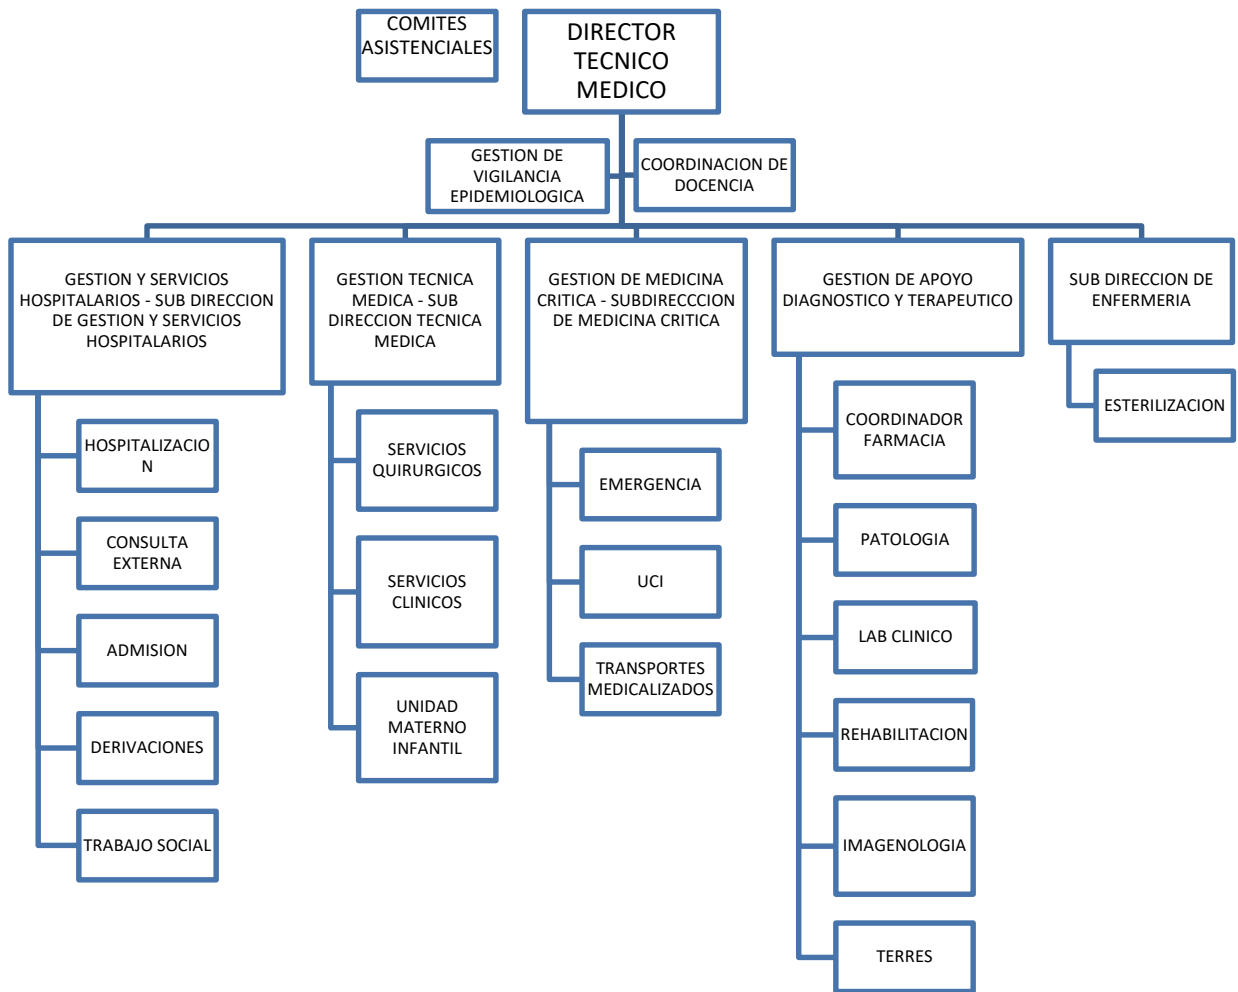 COMITES
ASISTENCIALES
DIRECTOR
TECNICO
MEDICO
GESTION DE
VIGILANCIA
EPIDEMIOLOGICA
COORDINACION DE
DOCENCIA
GESTION Y SERVICIOS
HOSPITALARIOS - SUB DIRECCION
DE GESTION Y SERVICIOS
HOSPITALARIOS
HOSPITALIZACIO
N
CONSULTA
EXTERNA
ADMISION
DERIVACIONES
TRABAJO SOCIAL
GESTION TECNICA
MEDICA - SUB
DIRECCION TECNICA
MEDICA
SERVICIOS
QUIRURGICOS
SERVICIOS
CLINICOS
UNIDAD
MATERNO
INFANTIL
GESTION DE MEDICINA
CRITICA - SUBDIRECCCION
DE MEDICINA CRITICA
EMERGENCIA
UCI
TRANSPORTES
MEDICALIZADOS
GESTION DE APOYO
DIAGNOSTICO Y TERAPEUTICO
COORDINADOR
FARMACIA
PATOLOGIA
LAB CLINICO
REHABILITACION
IMAGENOLOGIA
TERRES
SUB DIRECCION DE
ENFERMERIA
ESTERILIZACION